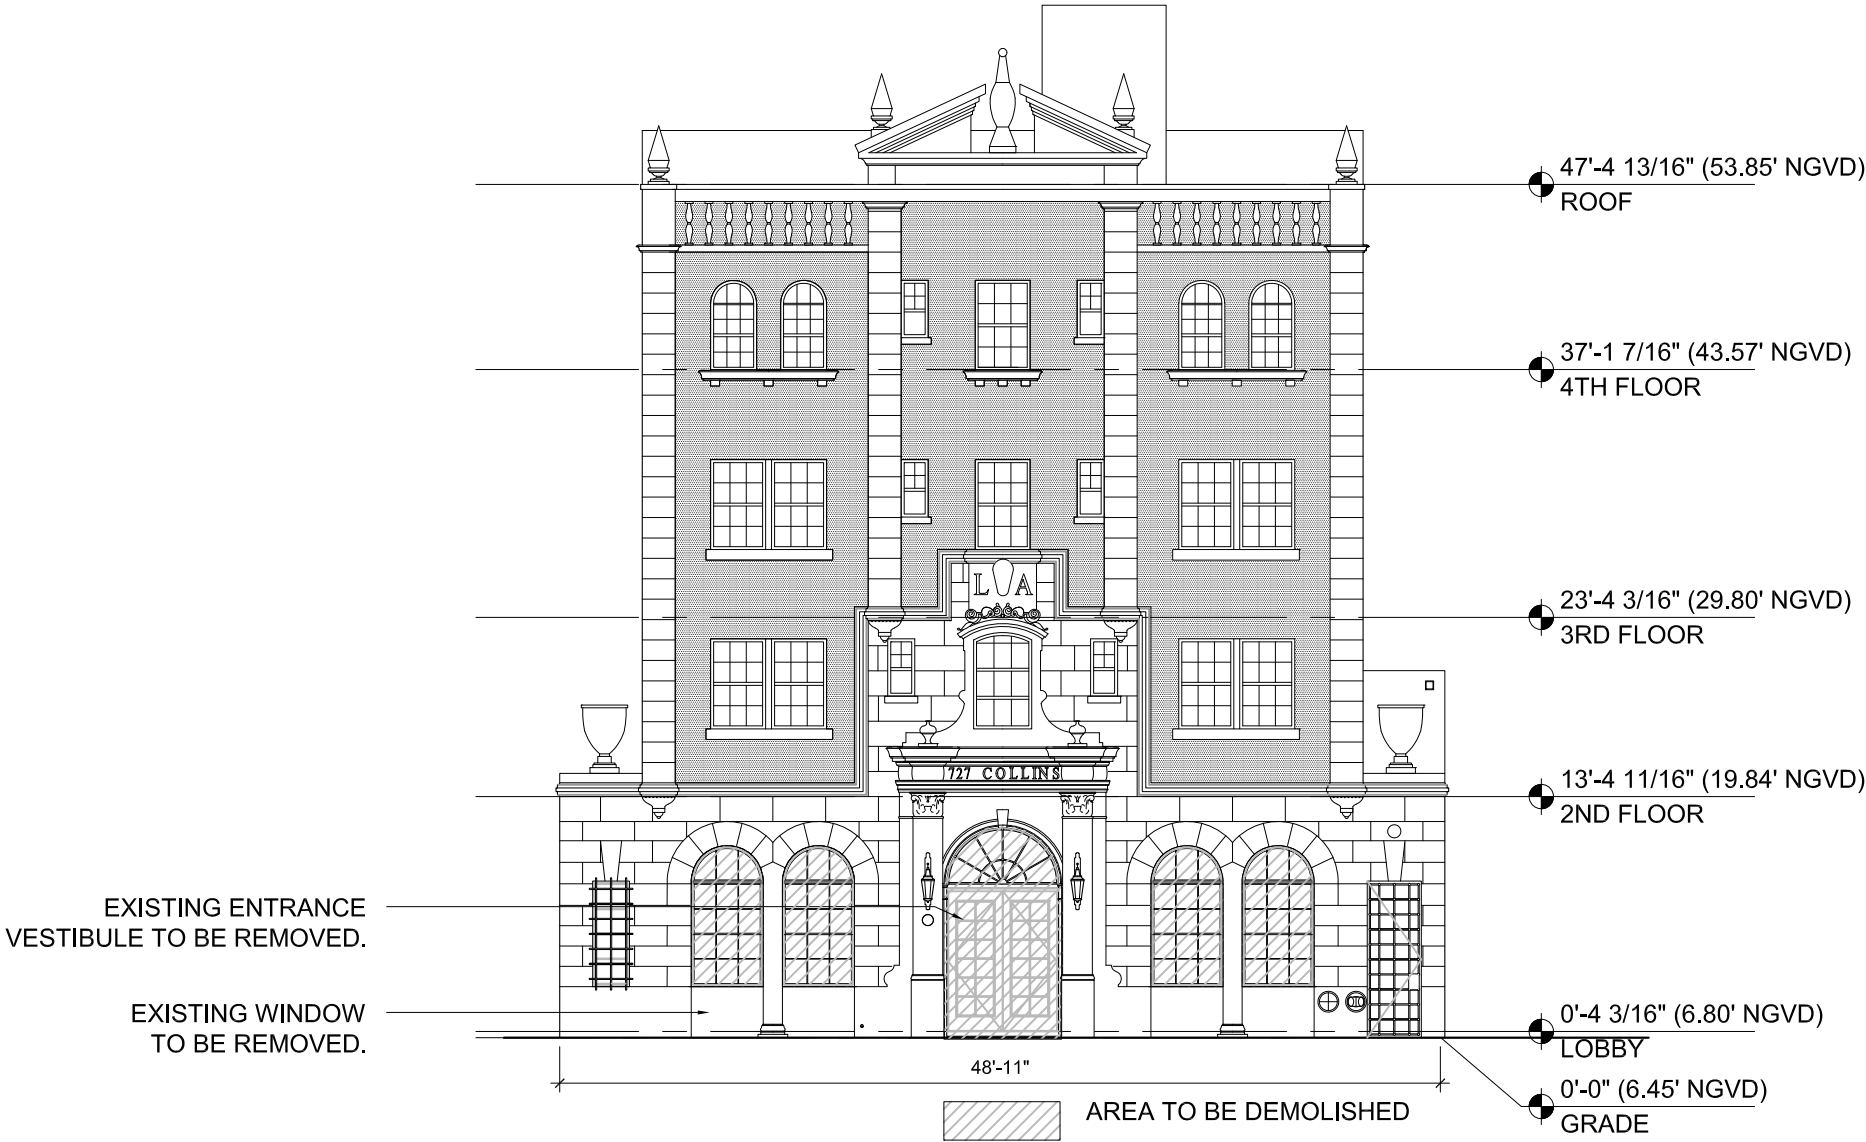 47'-4 13/16" (53.85' NGVD)
ROOF
37'-1 7/16" (43.57' NGVD)
4TH FLOOR
L A
23'-4 3/16" (29.80' NGVD)
3RD FLOOR
727 COLLINS
13'-4 11/16" (19.84' NGVD)
2ND FLOOR
EXISTING ENTRANCE
VESTIBULE TO BE REMOVED.
EXISTING WINDOW
TO BE REMOVED.
0'-4 3/16" (6.80' NGVD)
LOBBY
48'-11"
0'-0" (6.45' NGVD)
GRADE
AREA TO BE DEMOLISHED